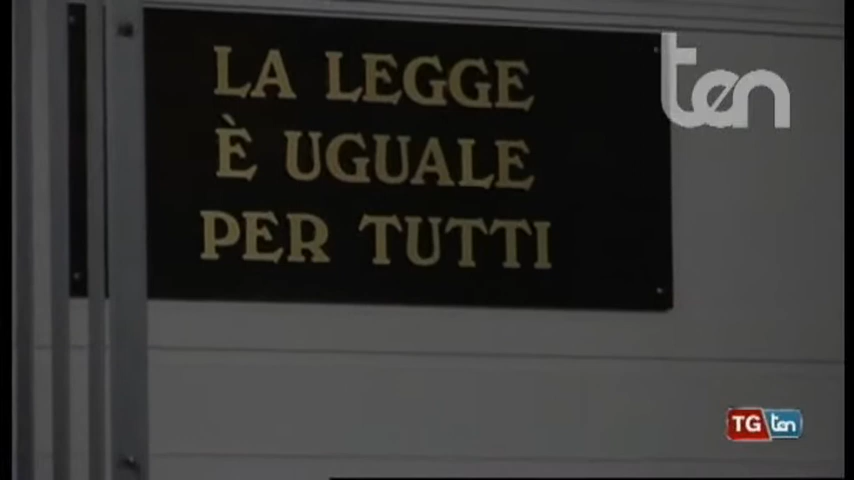 LA LEGGE
È UGUALE
PER TUTTI
ten
TG ten